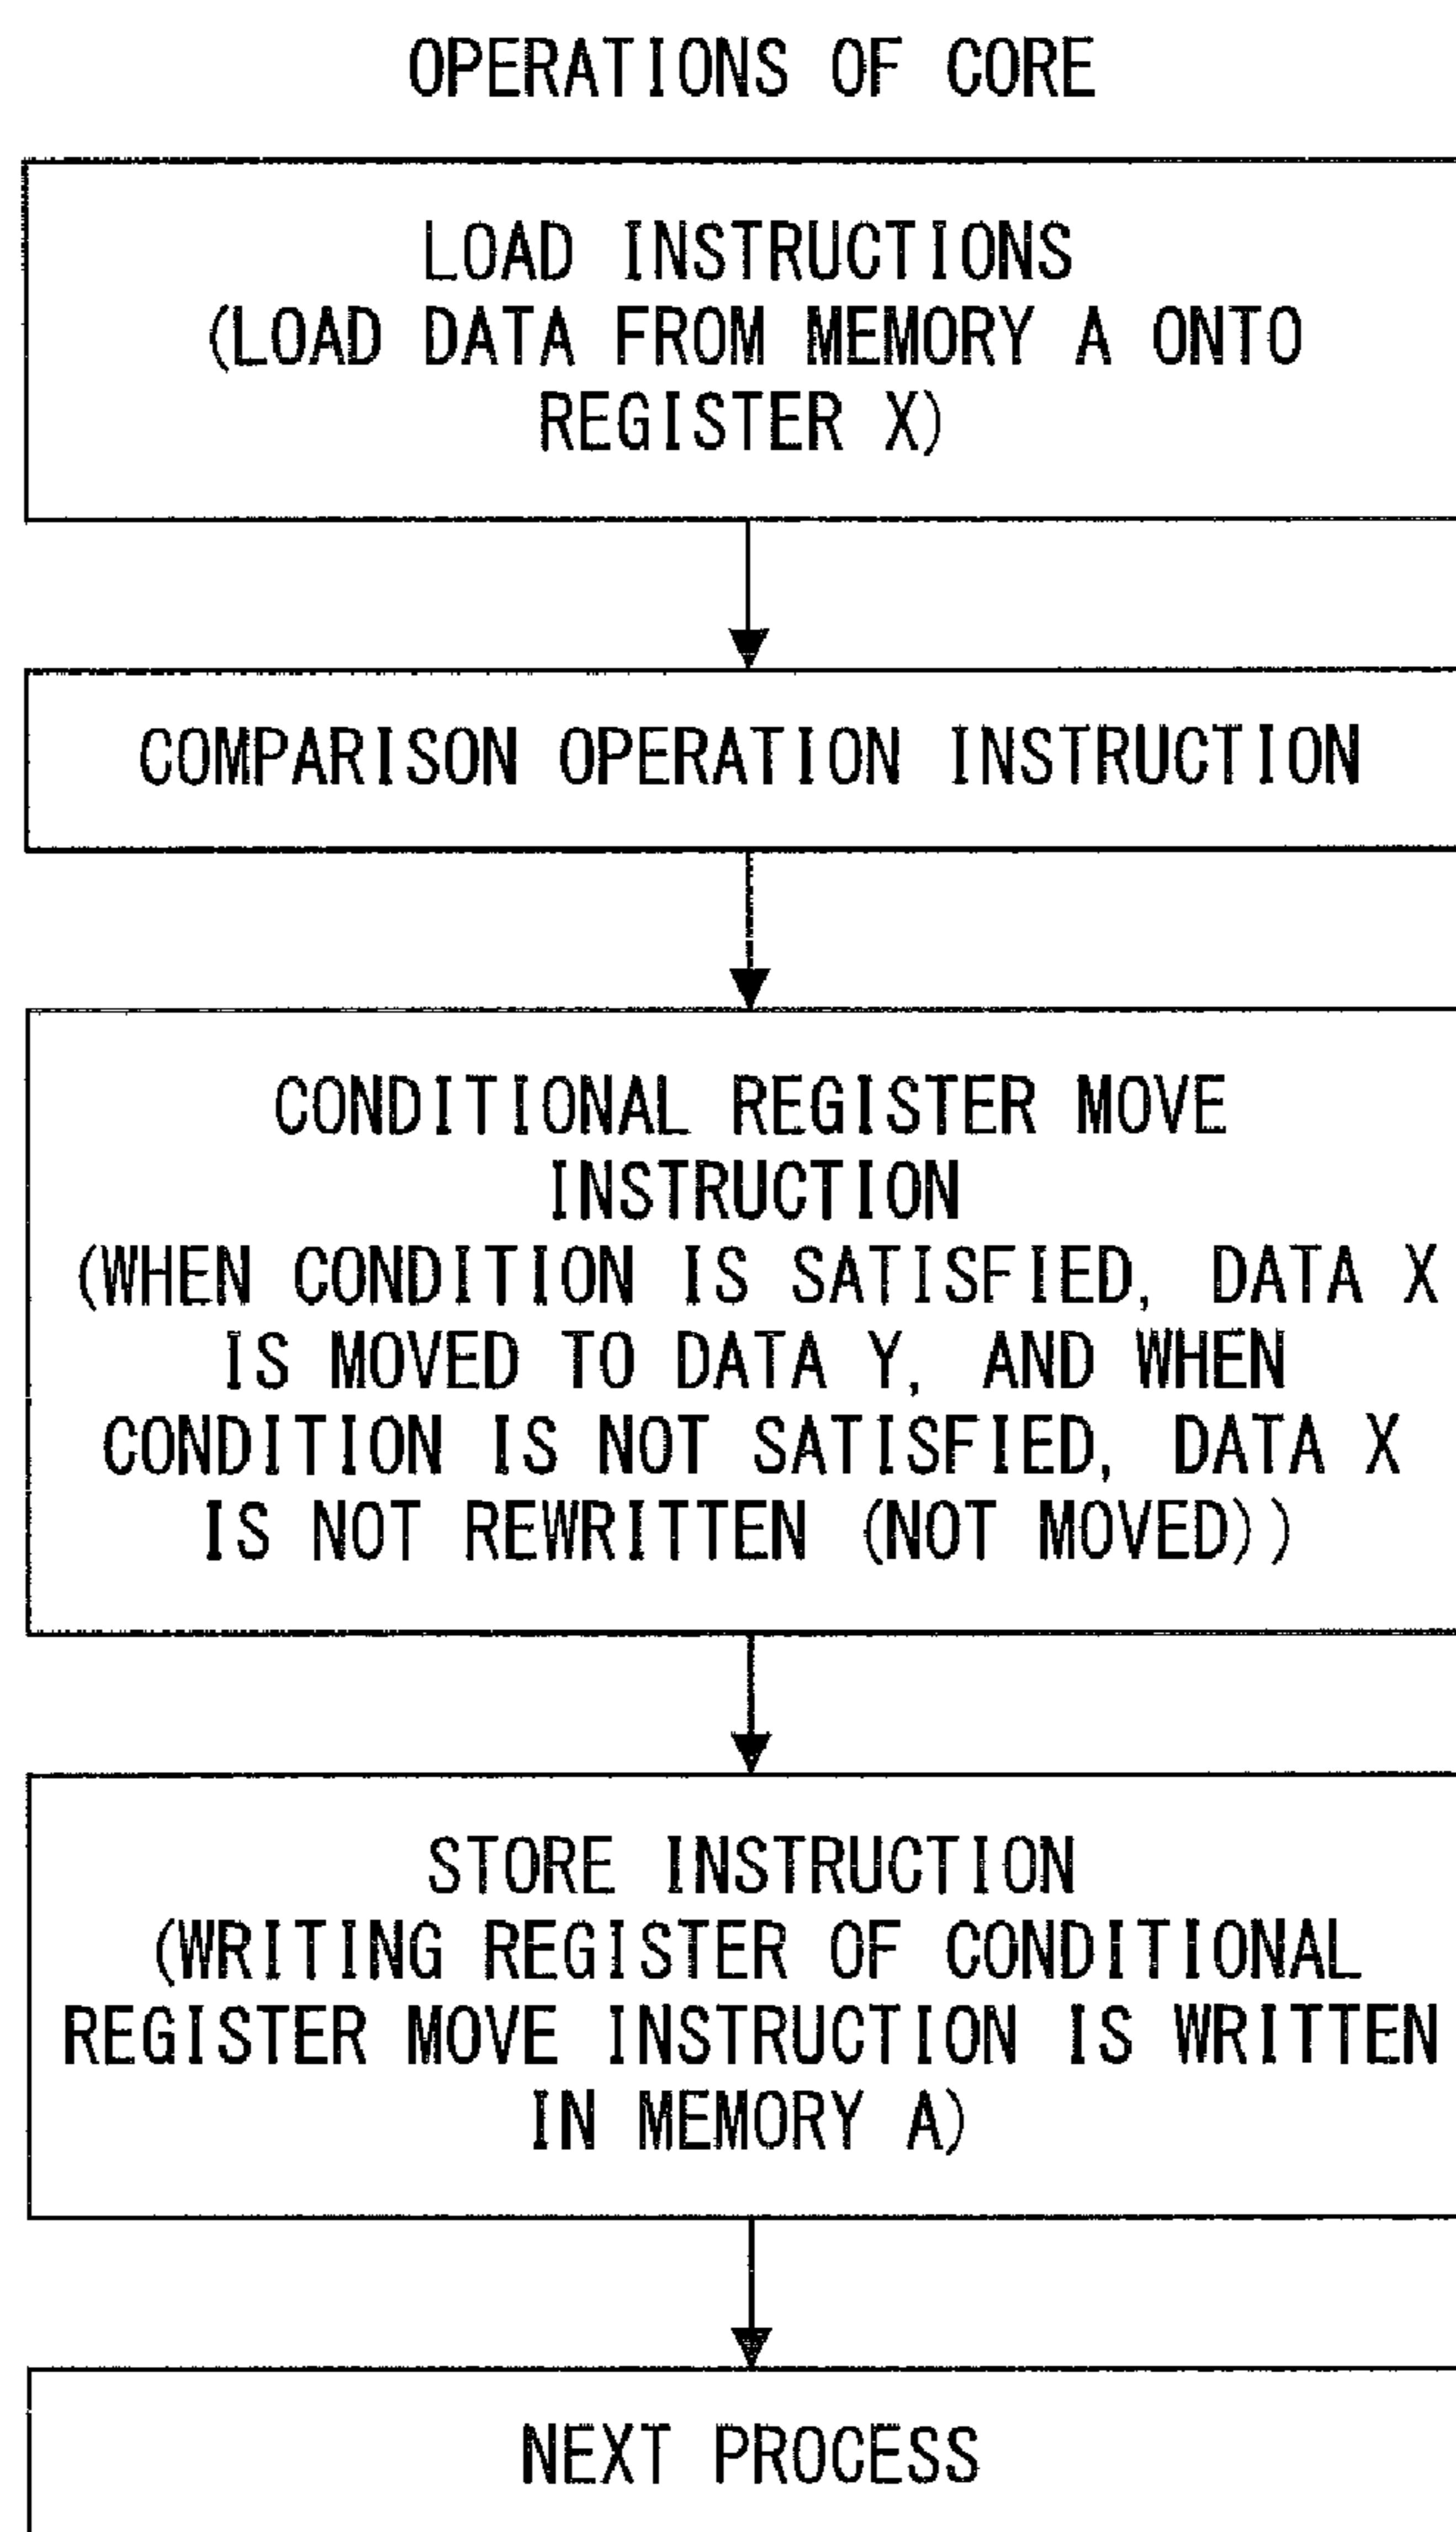 OPERATIONS OF CORE
LOAD INSTRUCTIONS
(LOAD DATA FROM MEMORY A ONTO
REGISTER X)
COMPARISON OPERATION INSTRUCTION
CONDITIONAL REGISTER MOVE
INSTRUCTION
(WHEN CONDITION IS SATISFIED, DATA X
IS MOVED TO DATA Y, AND WHEN
CONDITION IS NOT SATISFIED, DATA X
IS NOT REWRITTEN (NOT MOVED))
STORE INSTRUCTION
(WRITING REGISTER OF CONDITIONAL
REGISTER MOVE INSTRUCTION IS WRITTEN
IN MEMORY A)
NEXT PROCESS